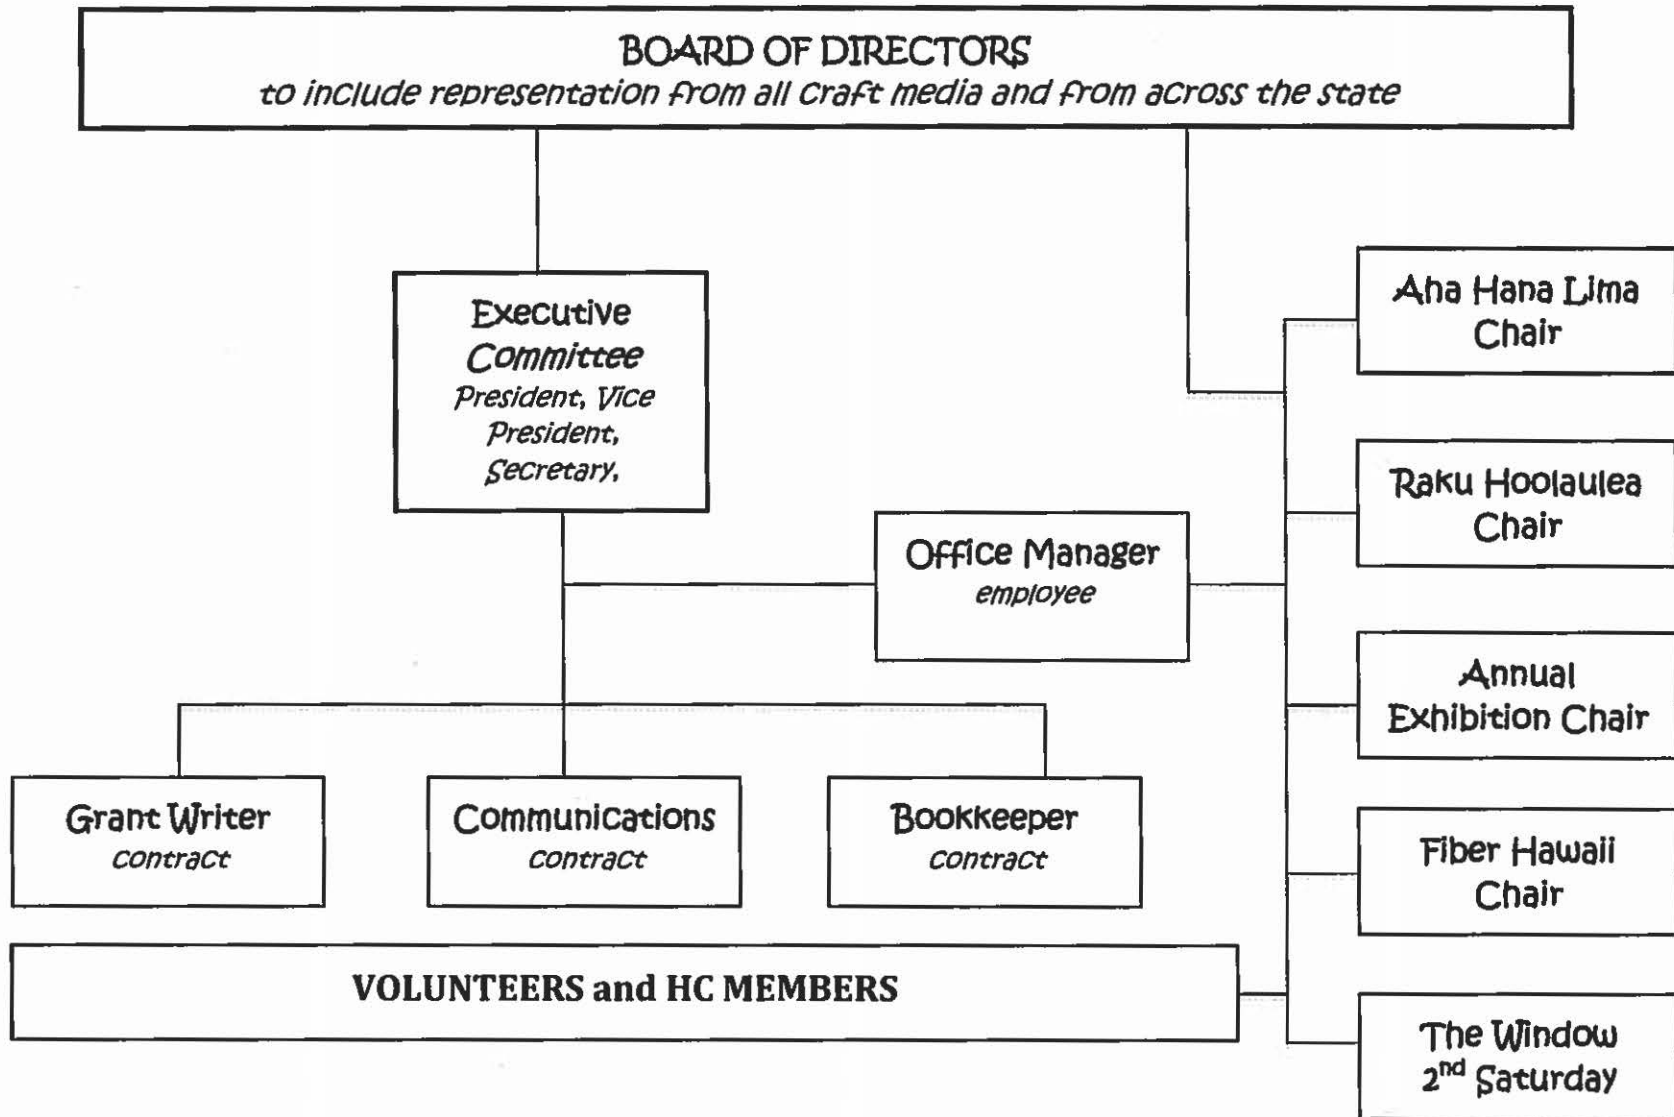 BOARD OF DIRECTORS
to include representation from all craft media and from across the state
Executive
Committee
President, Vice
President,
Secretary,
Office Manager
employee
Grant Writer
contract
Communications
contract
Bookkeeper
contract
VOLUNTEERS and HC MEMBERS
Aha Hana Lima
Chair
Raku Hoolaulea
Chair
Annual
Exhibition Chair
Fiber Hawaii
Chair
The Window
2nd Saturday